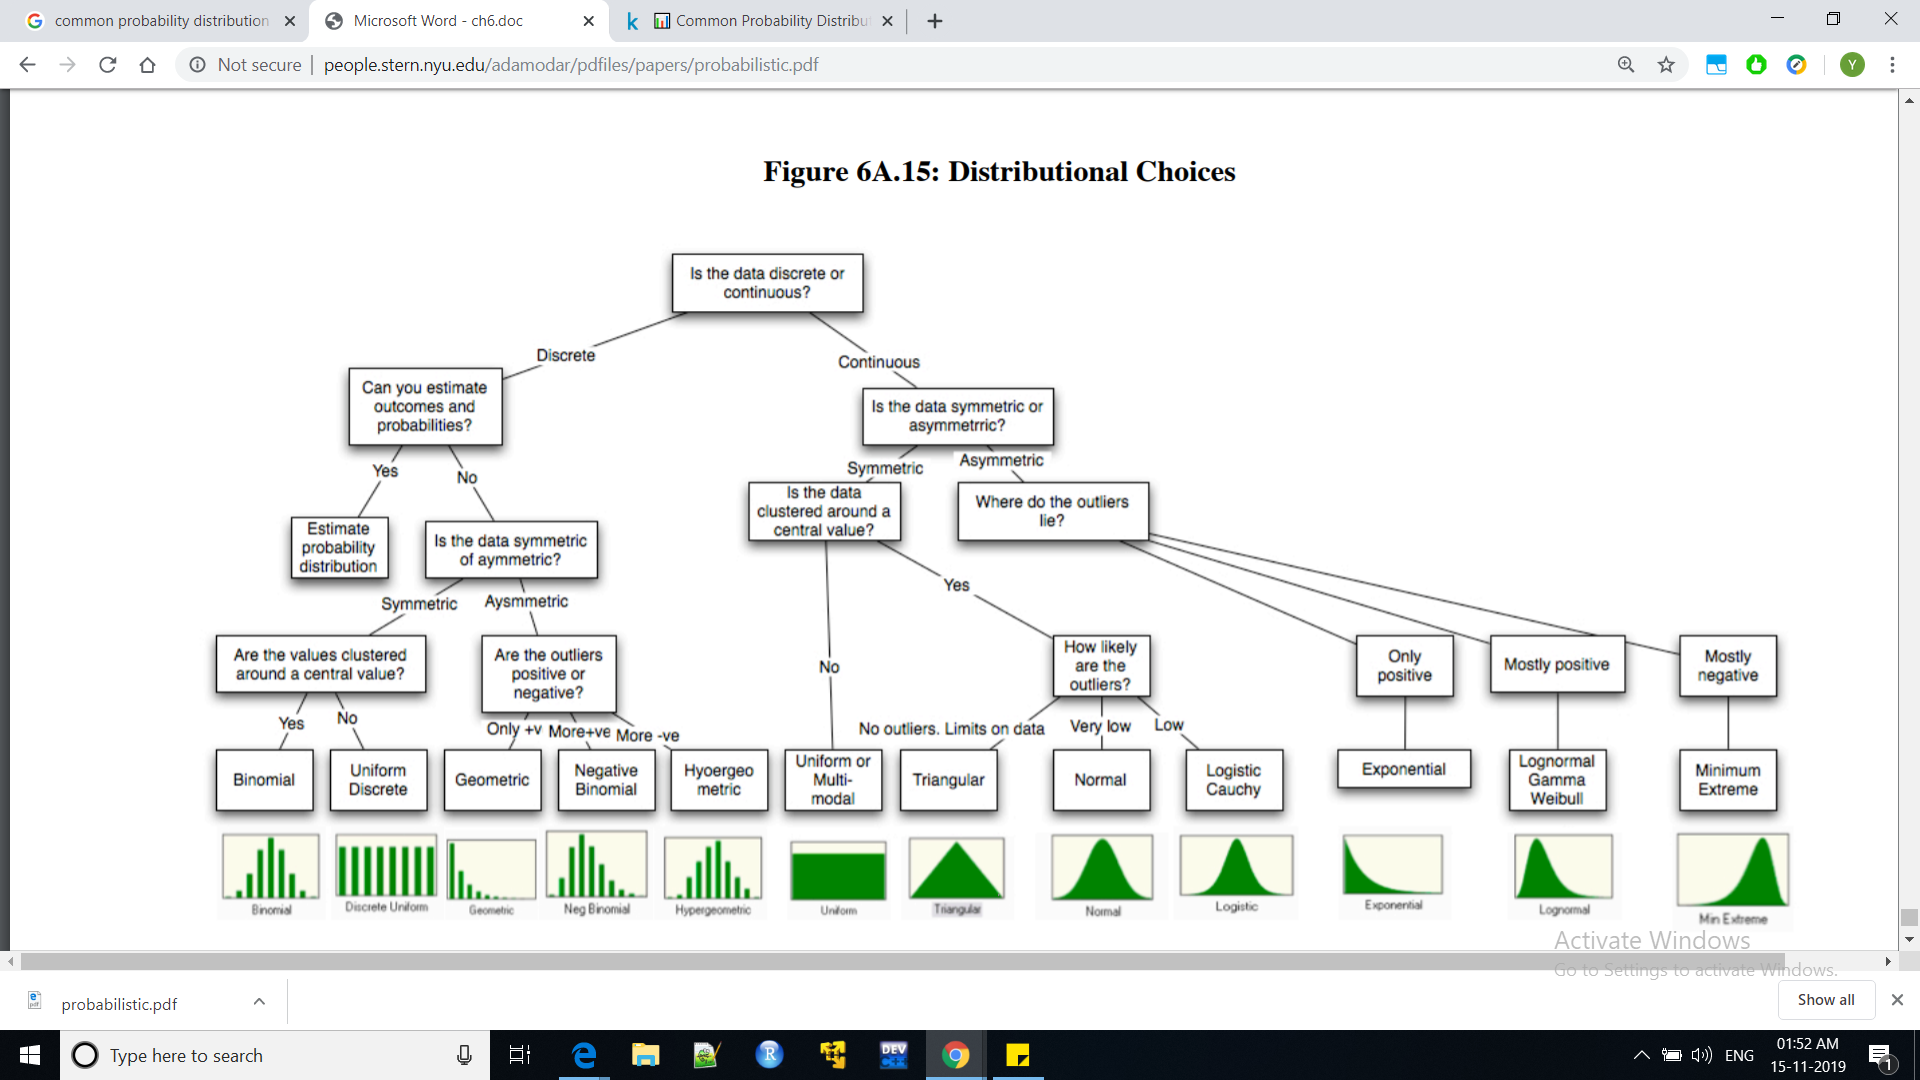 common probability distribution
Microsoft Word - ch6.doc
Common Probability Distribu
Not secure
people.stern.nyu.edu/adamodar/pdfiles/papers/probabilistic.pdf
Y
Figure 6A.15: Distributional Choices
Is the data discrete or
continuous?
Discrete
Continuous
Can you estimate
outcomes and
probabilities?
Is the data symmetric or
asymmetrric?
Yes
No
Symmetric
Asymmetric
Estimate
probability
distribution
Is the data symmetric
of aymmetric?
Is the data
clustered around a
central value?
Where do the outliers
lie?
Symmetric
Aysmmetric
Yes
No
Are the values clustered
around a central value?
Are the outliers
positive or
negative?
How likely
are the
outliers?
Only
positive
Mostly positive
Mostly
negative
Yes
No
Only +v
More+ve
More -ve
No outliers. Limits on data
Very low
Low
Binomial
Uniform
Discrete
Geometric
Negative
Binomial
Hyoergeo
metric
Uniform or
Multi-
modal
Triangular
Normal
Logistic
Cauchy
Exponential
Lognormal
Gamma
Weibull
Minimum
Extreme
Binomial
Discrete Uniform
Geometric
Neg Binomial
Hypergeometric
Uniform
Triangular
Normal
Logistic
Exponential
Lognormal
Min Extreme
Activate Windows
Go to Settings to activate Windows.
probabilistic.pdf
Show all
Type here to search
R
DEV
C++
ENG
01:52 AM
15-11-2019
1